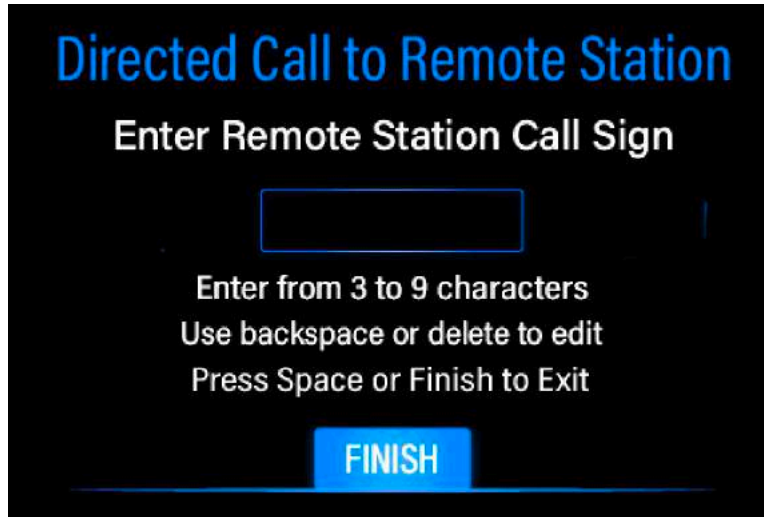 Directed Call to Remote Station
Enter Remote Station Call Sign
Enter from 3 to 9 characters
Use backspace or delete to edit
Press Space or Finish to Exit
FINISH